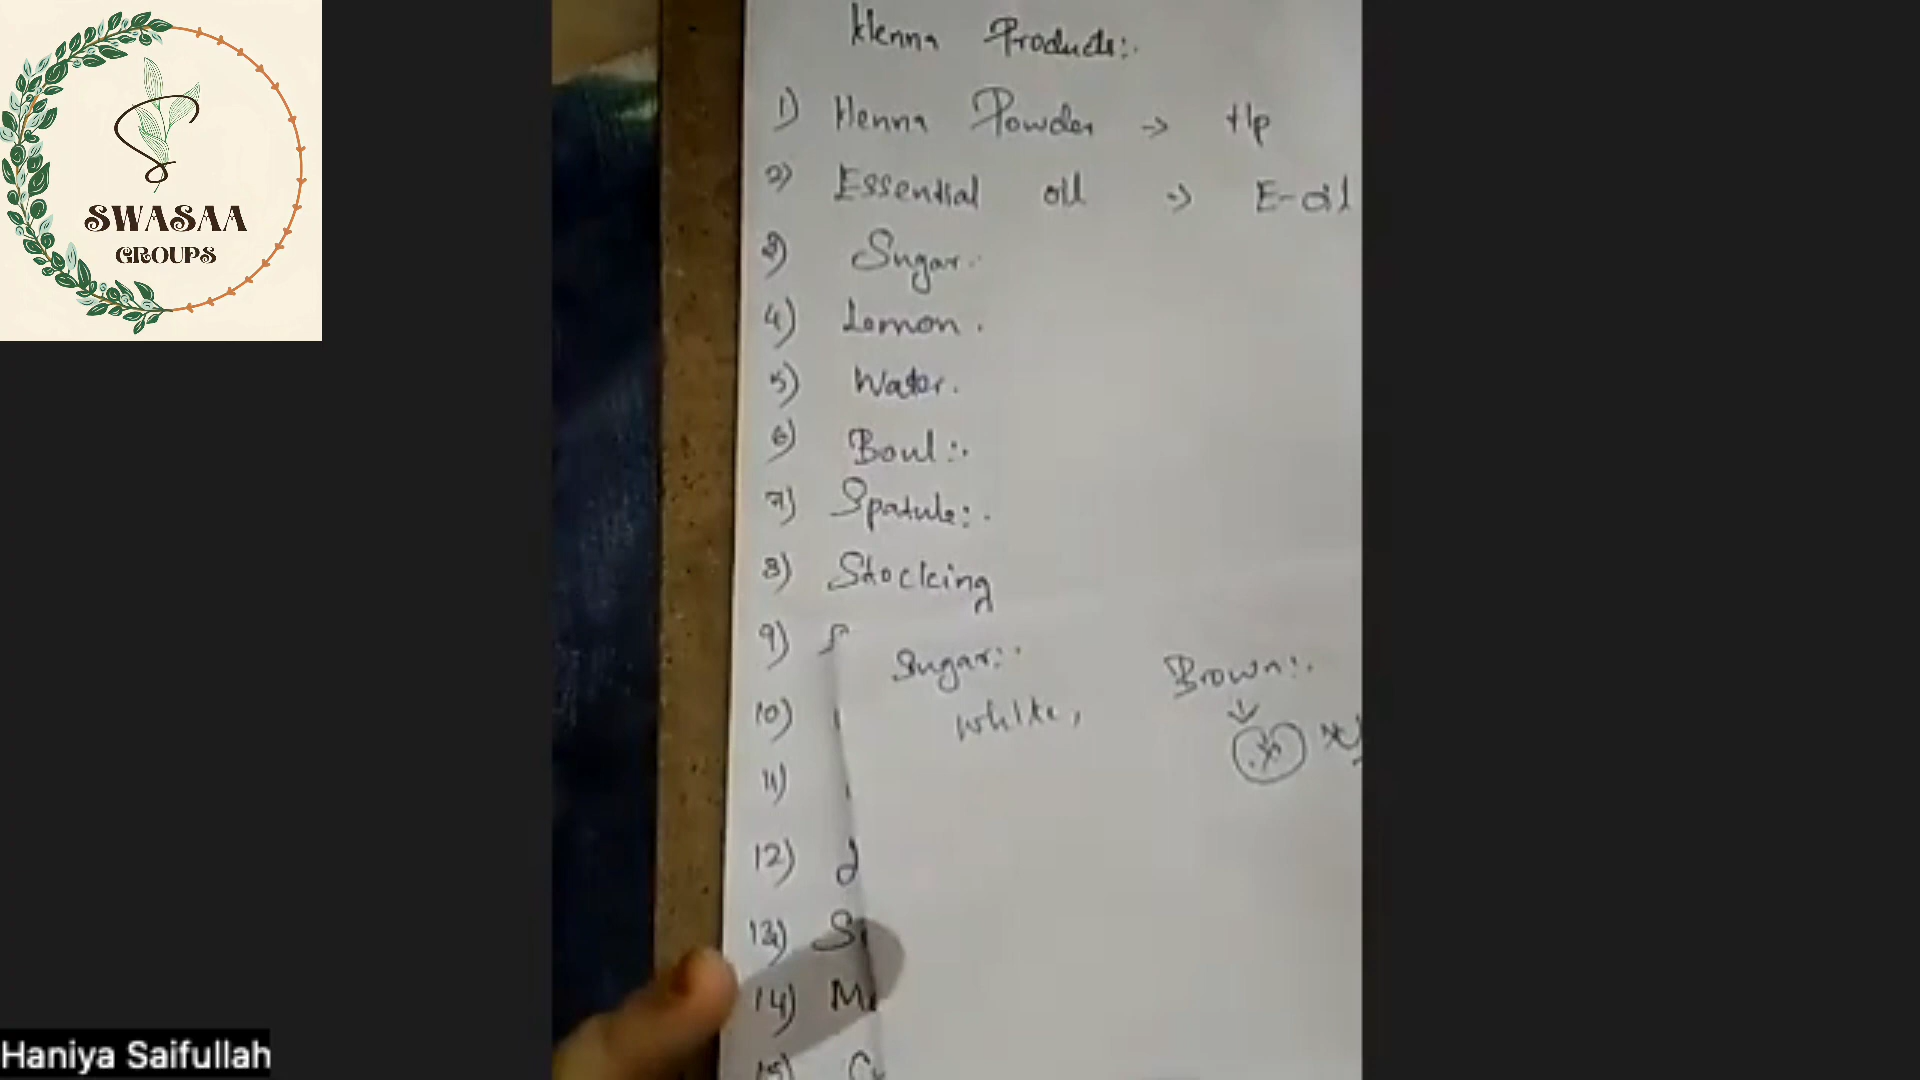 SWASAA
GROUPS
Henna Products:.
1) Henna Powder → Hp
2) Essential oil → E-oil
3) Sugar.
4) Lemon.
5) Water.
6) Boul:.
7) Spatule:.
8) Stocking
9)
Sugar:. Brown:.
10)
white,
11)
12)
13)
14)
15)
Haniya Saifullah